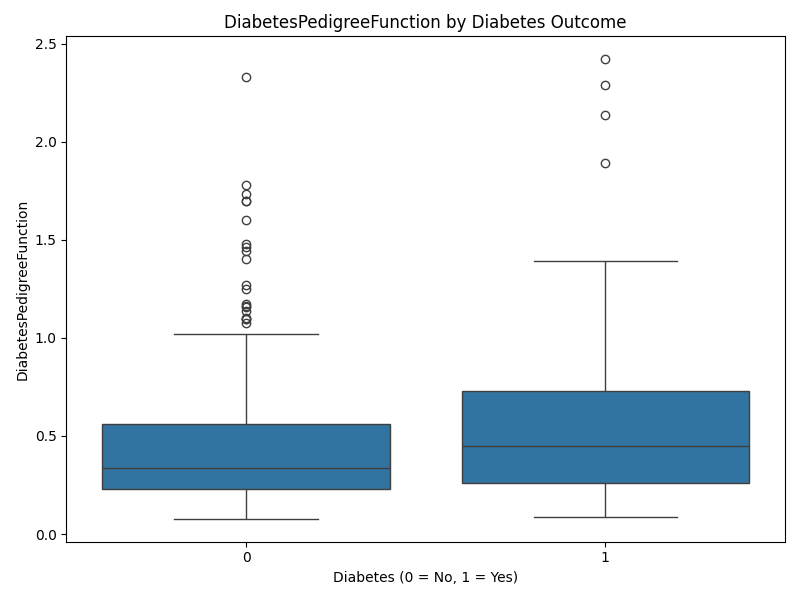 DiabetesPedigreeFunction by Diabetes Outcome
DiabetesPedigreeFunction
2.5
2.0
1.5
1.0
0.5
0.0
0 1
Diabetes (0 = No, 1 = Yes)